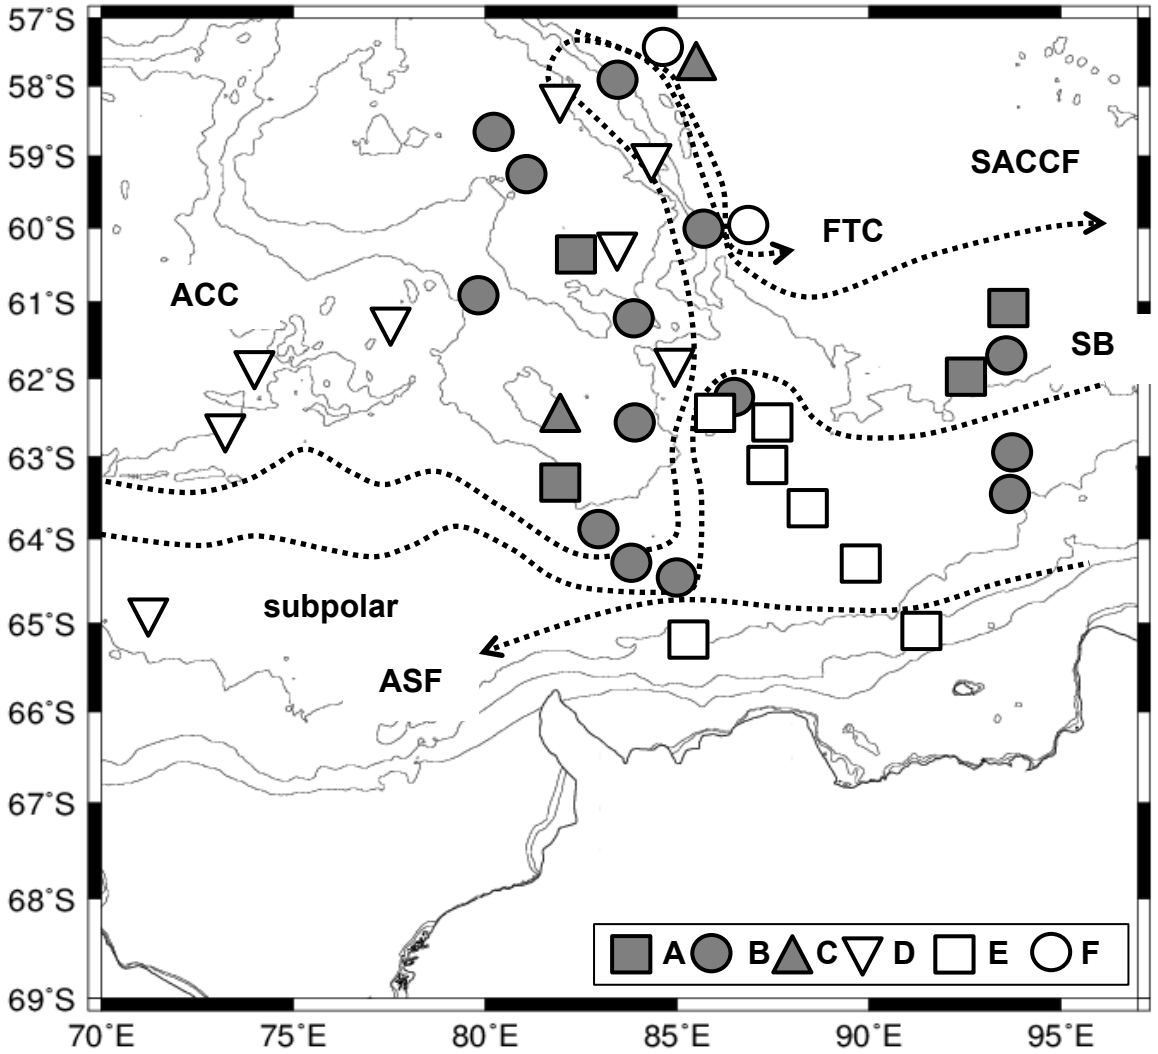 57˚S
58˚S
59˚S
SACCF
60˚S
FTC
ACC
61˚S
SB
62˚S
63˚S
64˚S
subpolar
65˚S
ASF
66˚S
67˚S
68˚S
A B C D E F
69˚S
70˚E 75˚E 80˚E 85˚E 90˚E 95˚E